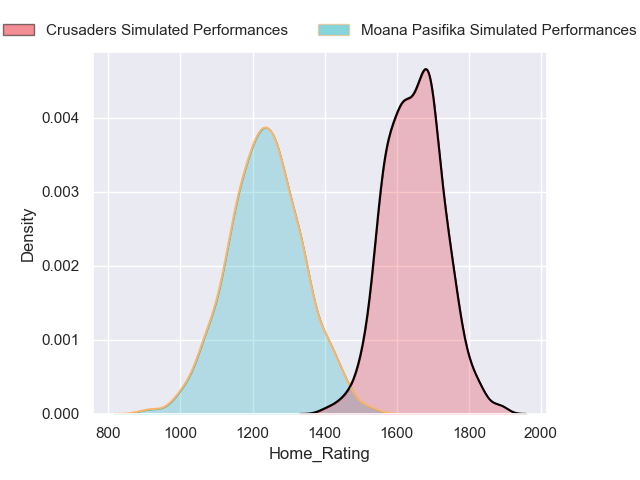 Crusaders Simulated Performances
Moana Pasifika Simulated Performances
0.004
0.003
0.002
0.001
0.000
Density
800 1000 1200 1400 1600 1800 2000
Home_Rating